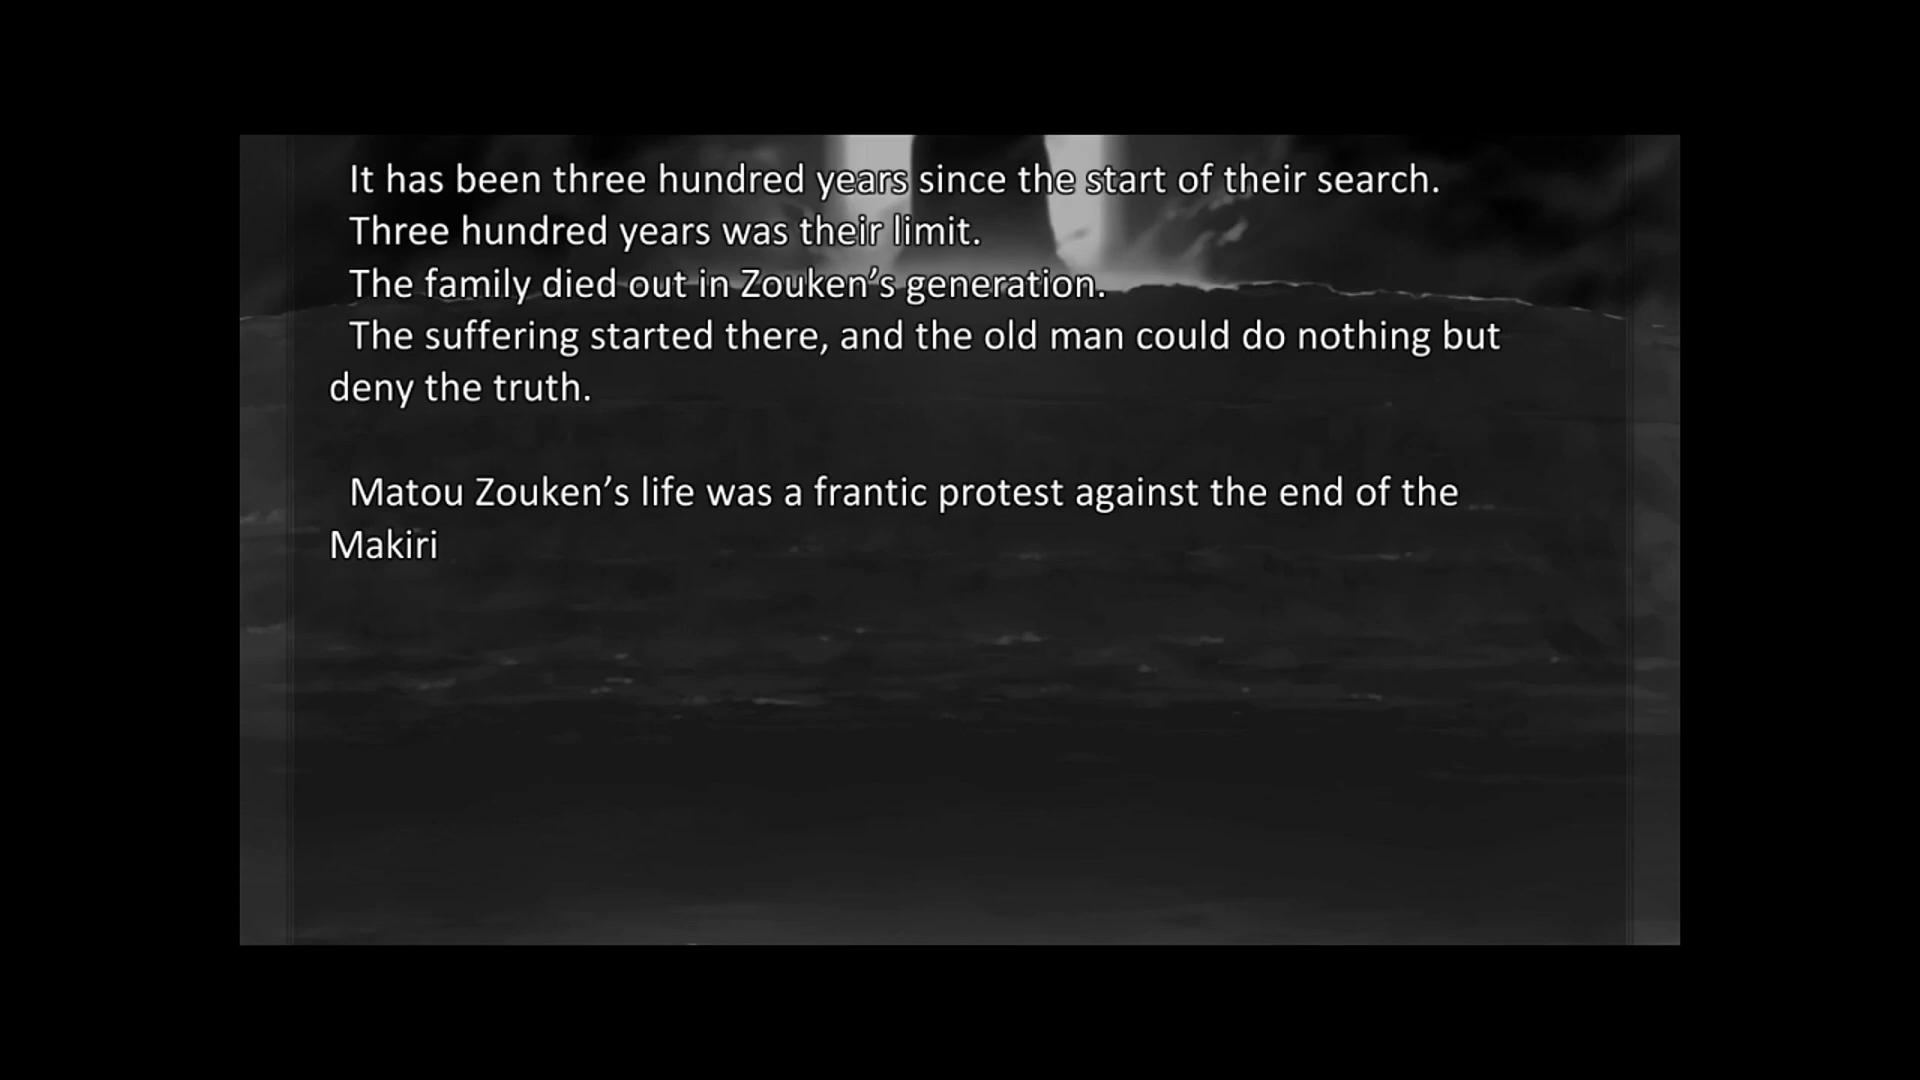 It has been three hundred years since the start of their search.
Three hundred years was their limit.
The family died out in Zouken’s generation.
The suffering started there, and the old man could do nothing but
deny the truth.
Matou Zouken’s life was a frantic protest against the end of the
Makiri